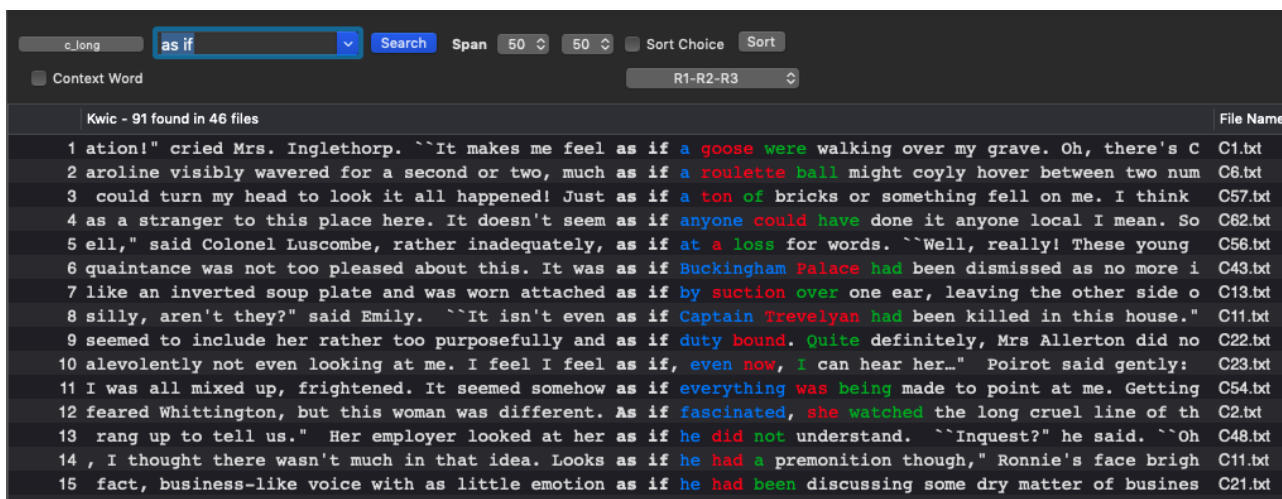 c_long as if Search Span 50 50 Sort Choice Sort
Context Word R1-R2-R3
Kwic - 91 found in 46 files File Name
1 ation!" cried Mrs. Inglethorp. ``It makes me feel as if a goose were walking over my grave. Oh, there's C C1.txt
2 aroline visibly wavered for a second or two, much as if a roulette ball might coyly hover between two num C6.txt
3 could turn my head to look it all happened! Just as if a ton of bricks or something fell on me. I think C57.txt
4 as a stranger to this place here. It doesn't seem as if anyone could have done it anyone local I mean. So C62.txt
5 ell," said Colonel Luscombe, rather inadequately, as if at a loss for words. ``Well, really! These young C56.txt
6 quaintance was not too pleased about this. It was as if Buckingham Palace had been dismissed as no more i C43.txt
7 like an inverted soup plate and was worn attached as if by suction over one ear, leaving the other side o C13.txt
8 silly, aren't they?" said Emily. ``It isn't even as if Captain Trevelyan had been killed in this house." C11.txt
9 seemed to include her rather too purposefully and as if duty bound. Quite definitely, Mrs Allerton did no C22.txt
10 alevolently not even looking at me. I feel I feel as if, even now, I can hear her…" Poirot said gently: C23.txt
11 I was all mixed up, frightened. It seemed somehow as if everything was being made to point at me. Getting C54.txt
12 feared Whittington, but this woman was different. As if fascinated, she watched the long cruel line of th C2.txt
13 rang up to tell us." Her employer looked at her as if he did not understand. ``Inquest?" he said. ``Oh C48.txt
14 , I thought there wasn't much in that idea. Looks as if he had a premonition though," Ronnie's face brigh C11.txt
15 fact, business-like voice with as little emotion as if he had been discussing some dry matter of busines C21.txt